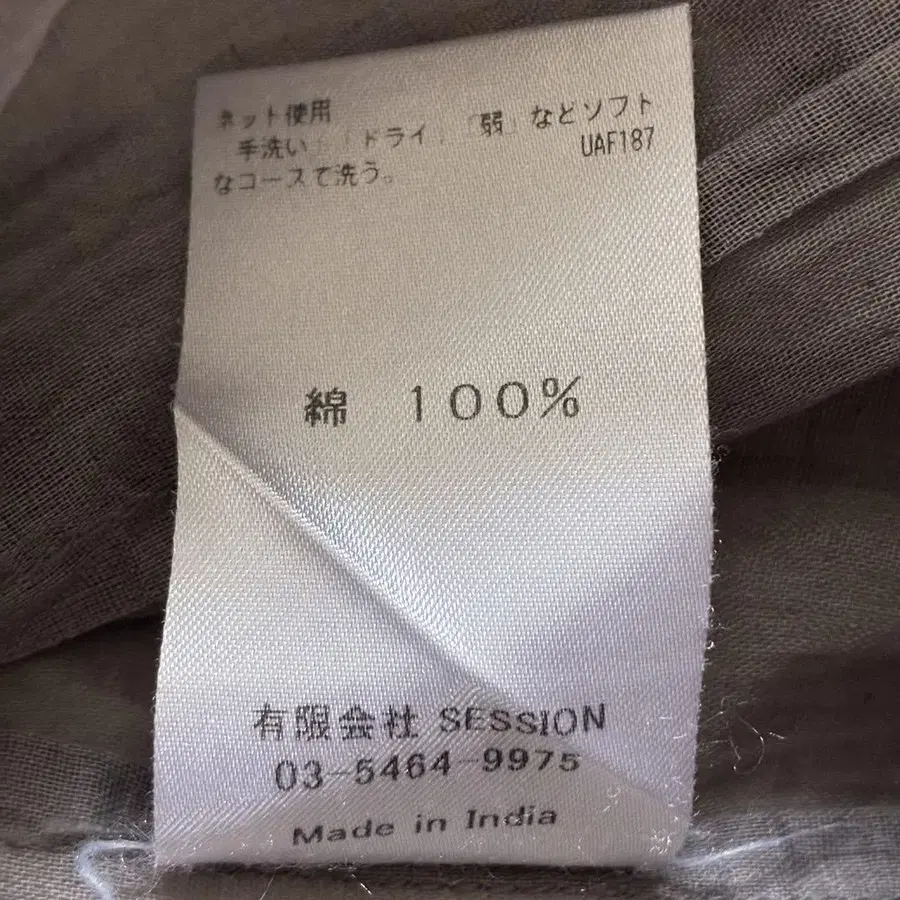 ネット使用
「手洗い」「ドライ」「弱」などソフト
なコースで洗う。
UAF187
綿 100%
有限会社 SESSION
03-5464-9975
Made in India